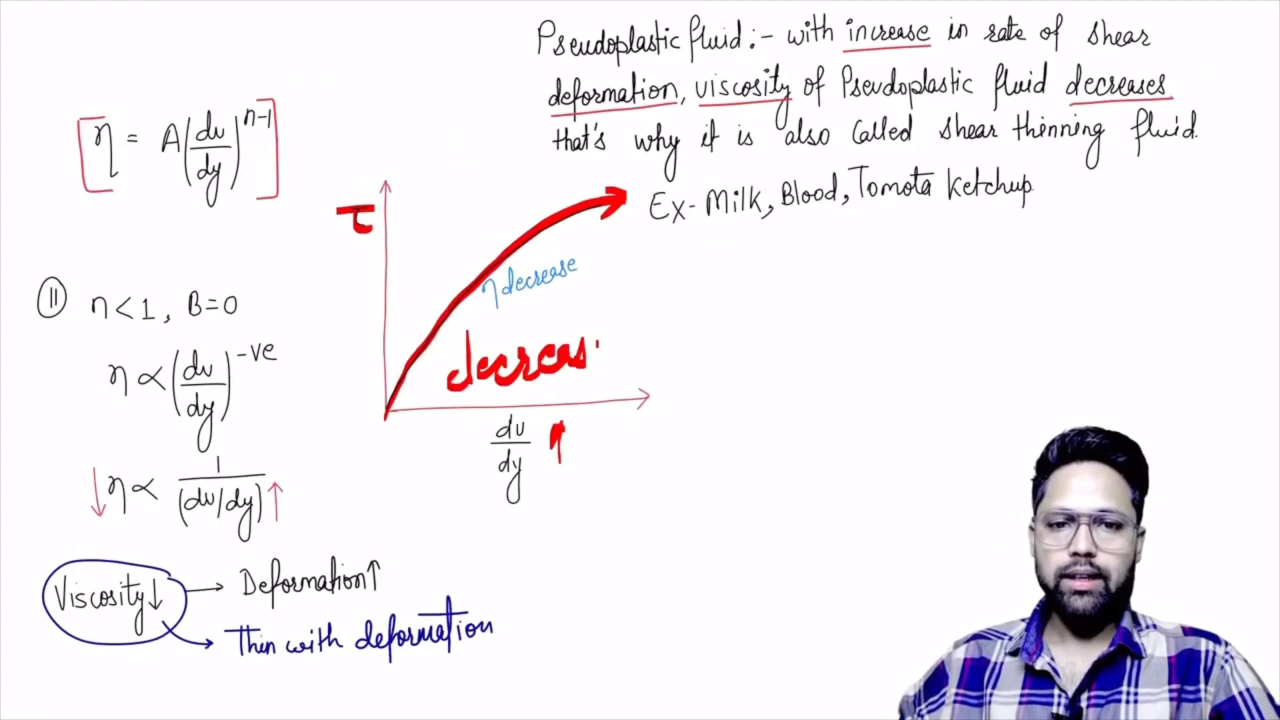 Pseudoplastic fluid :- with increase in rate of shear
deformation, viscosity of Pseudoplastic fluid decreases
that's why it is also called shear thinning fluid.
Ex- Milk, Blood, Tomota Ketchup
[η = A(du/dy)^n-1]
τ
η decrease
decreas
du/dy ↑
II n<1, B=0
η ∝ (du/dy)^-ve
↓η ∝ 1/(du/dy)↑
Viscosity↓ → Deformation↑
→ Thin with deformation